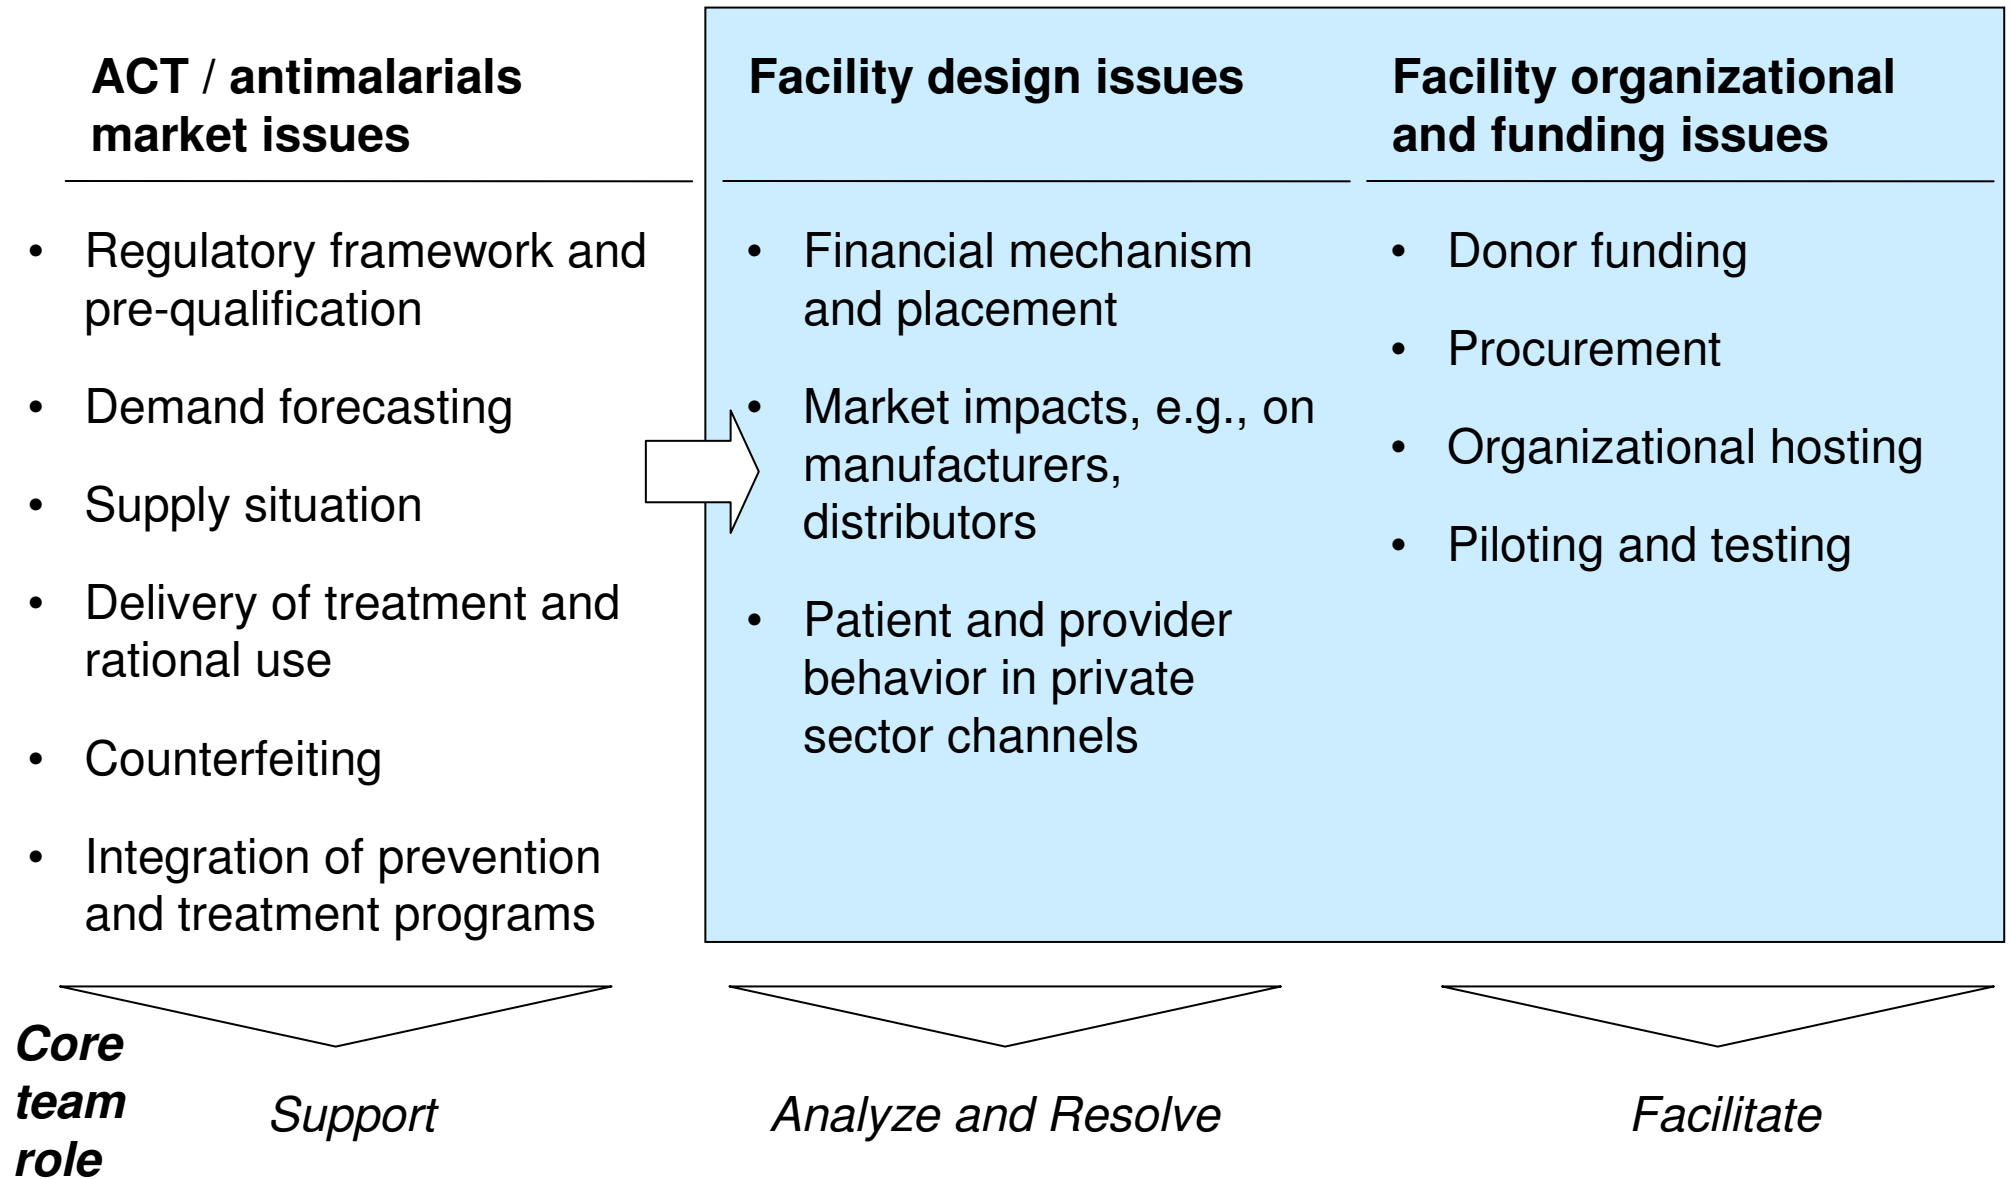 ACT / antimalarials
market issues
• Regulatory framework and
pre-qualification
• Demand forecasting
• Supply situation
• Delivery of treatment and
rational use
• Counterfeiting
• Integration of prevention
and treatment programs
Facility design issues
• Financial mechanism
and placement
• Market impacts, e.g., on
manufacturers,
distributors
• Patient and provider
behavior in private
sector channels
Facility organizational
and funding issues
• Donor funding
• Procurement
• Organizational hosting
• Piloting and testing
Core
team
role
Support
Analyze and Resolve
Facilitate